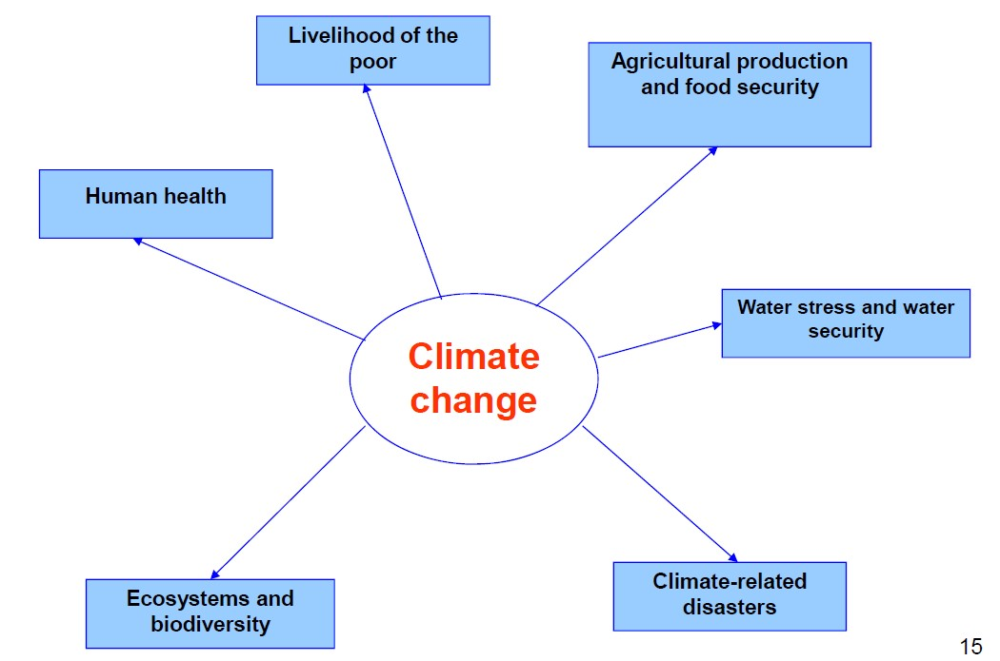 Livelihood of the
poor
Agricultural production
and food security
Human health
Water stress and water
security
Climate
change
Ecosystems and
biodiversity
Climate-related
disasters
15